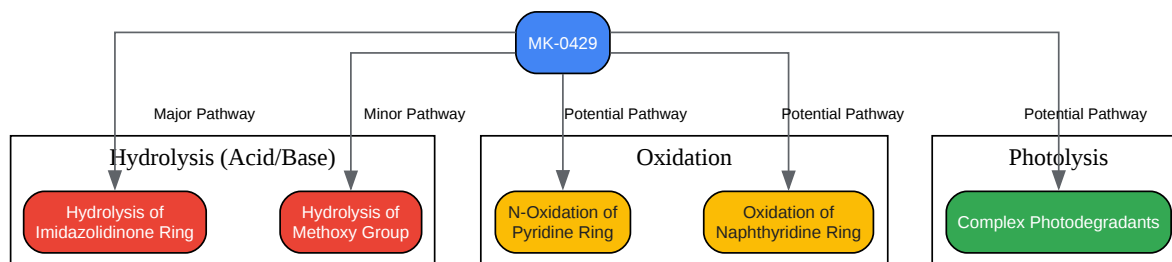 MK-0429
Major Pathway
Minor Pathway
Potential Pathway
Potential Pathway
Potential Pathway
Hydrolysis (Acid/Base)
Oxidation
Photolysis
Hydrolysis of
Imidazolidinone Ring
Hydrolysis of
Methoxy Group
N-Oxidation of
Pyridine Ring
Oxidation of
Naphthyridine Ring
Complex Photodegradants